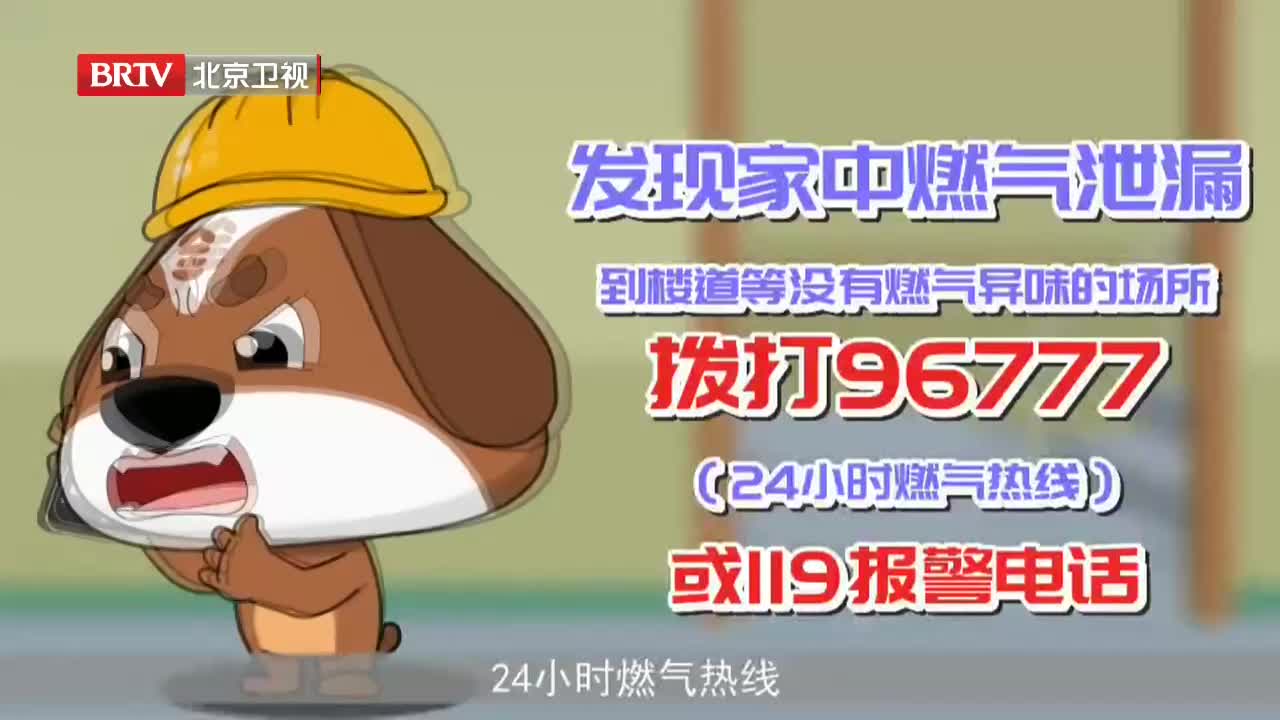 BRTV 北京卫视
发现家中燃气泄漏
到楼道等没有燃气异味的场所
拨打96777
（24小时燃气热线）
或119报警电话
24小时燃气热线